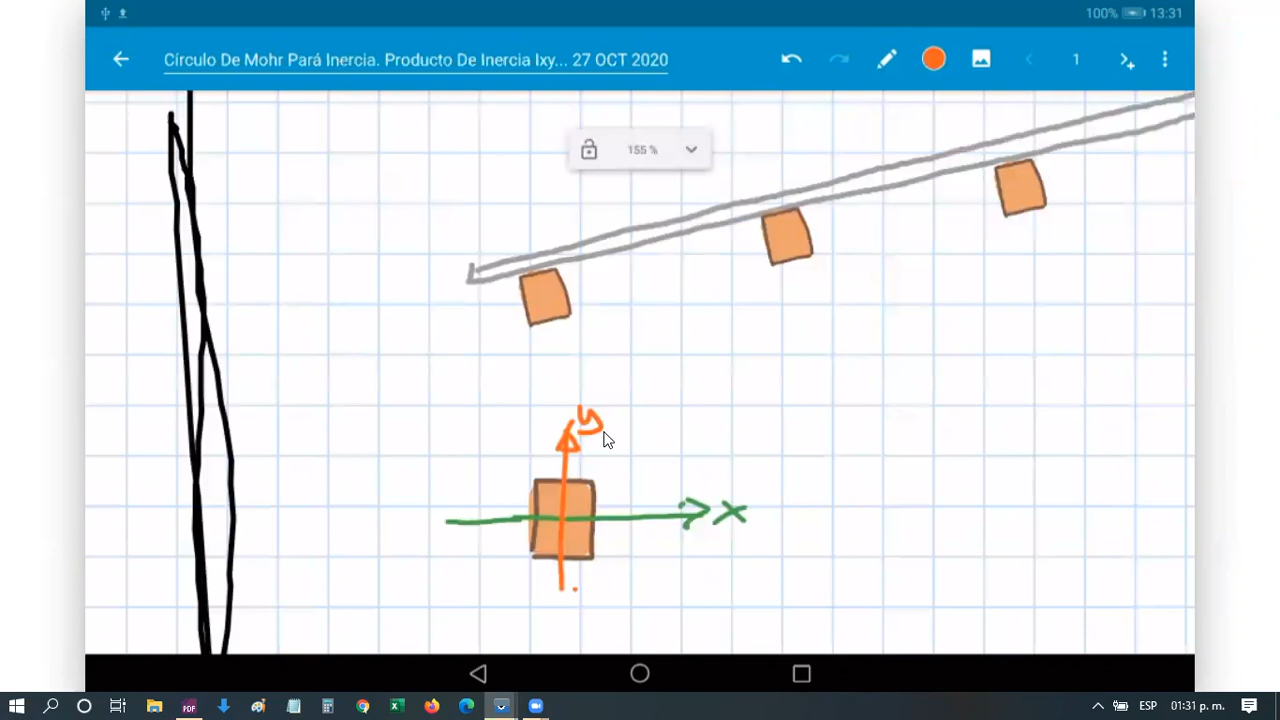 100% 13:31
Círculo De Mohr Pará Inercia. Producto De Inercia Ixy... 27 OCT 2020
1
155 %
y
x
ESP 01:31 p. m.